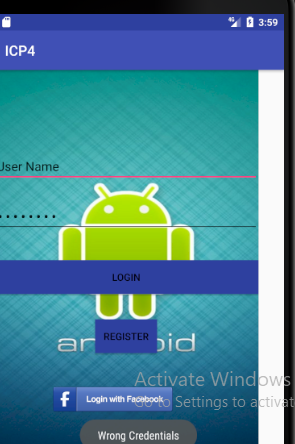 4G 3:59
ICP4
User Name
........
LOGIN
REGISTER
android
Login with Facebook
Activate Windows
Go to Settings to activat
Wrong Credentials